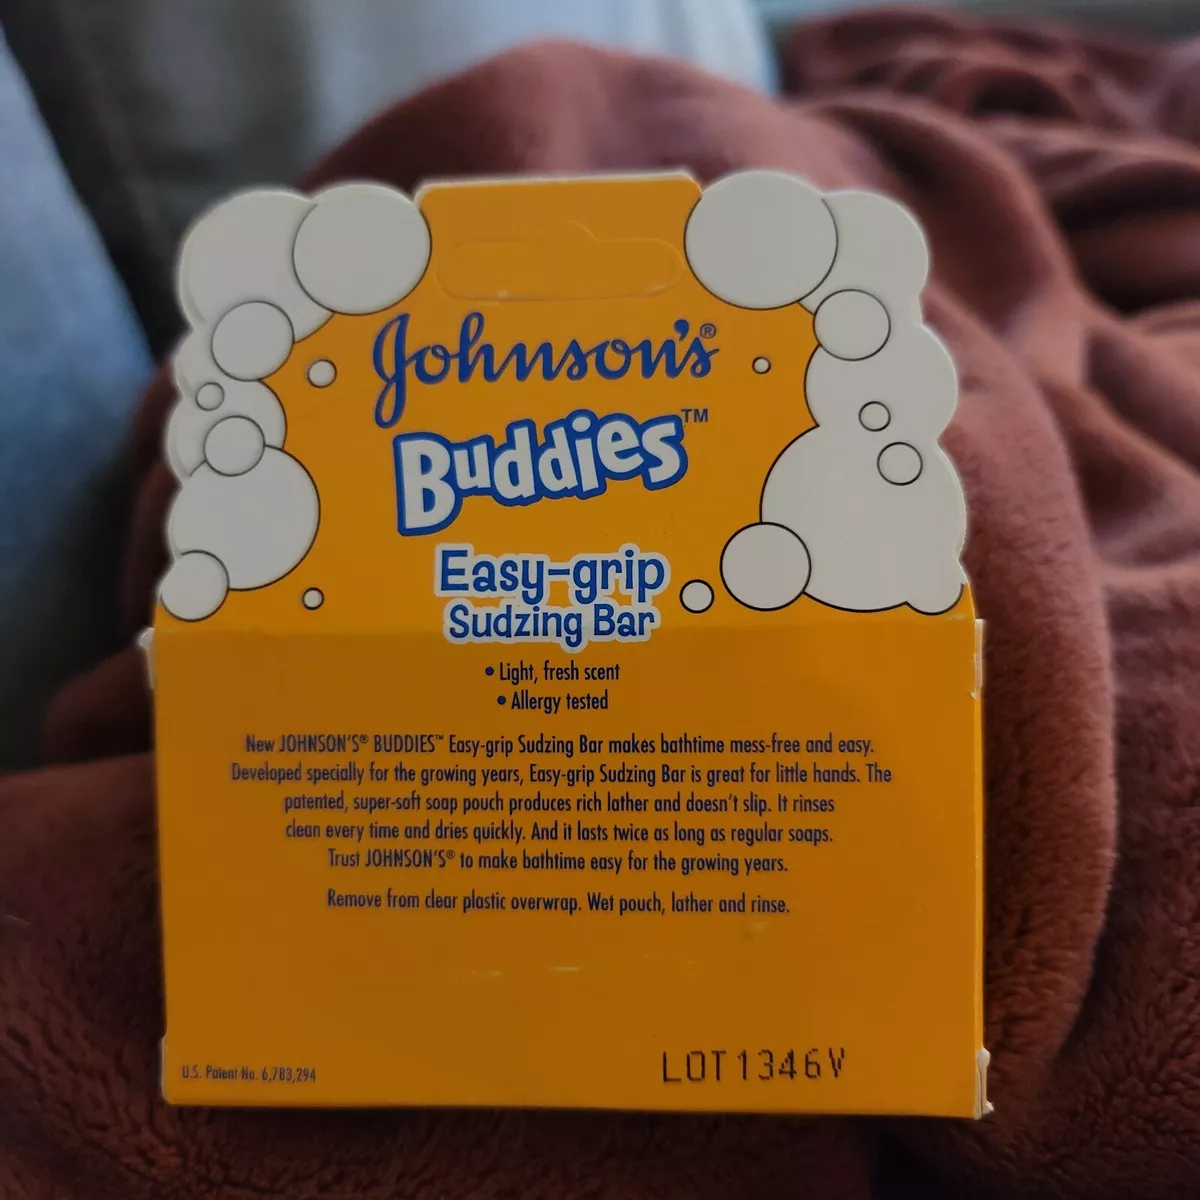 Johnson's®
Buddies™
Easy-grip
Sudzing Bar
• Light, fresh scent
• Allergy tested
New JOHNSON'S® BUDDIES™ Easy-grip Sudzing Bar makes bathtime mess-free and easy.
Developed specially for the growing years, Easy-grip Sudzing Bar is great for little hands. The
patented, super-soft soap pouch produces rich lather and doesn't slip. It rinses
clean every time and dries quickly. And it lasts twice as long as regular soaps.
Trust JOHNSON'S® to make bathtime easy for the growing years.
Remove from clear plastic overwrap. Wet pouch, lather and rinse.
U.S. Patent No. 6,783,294
LOT 1346V